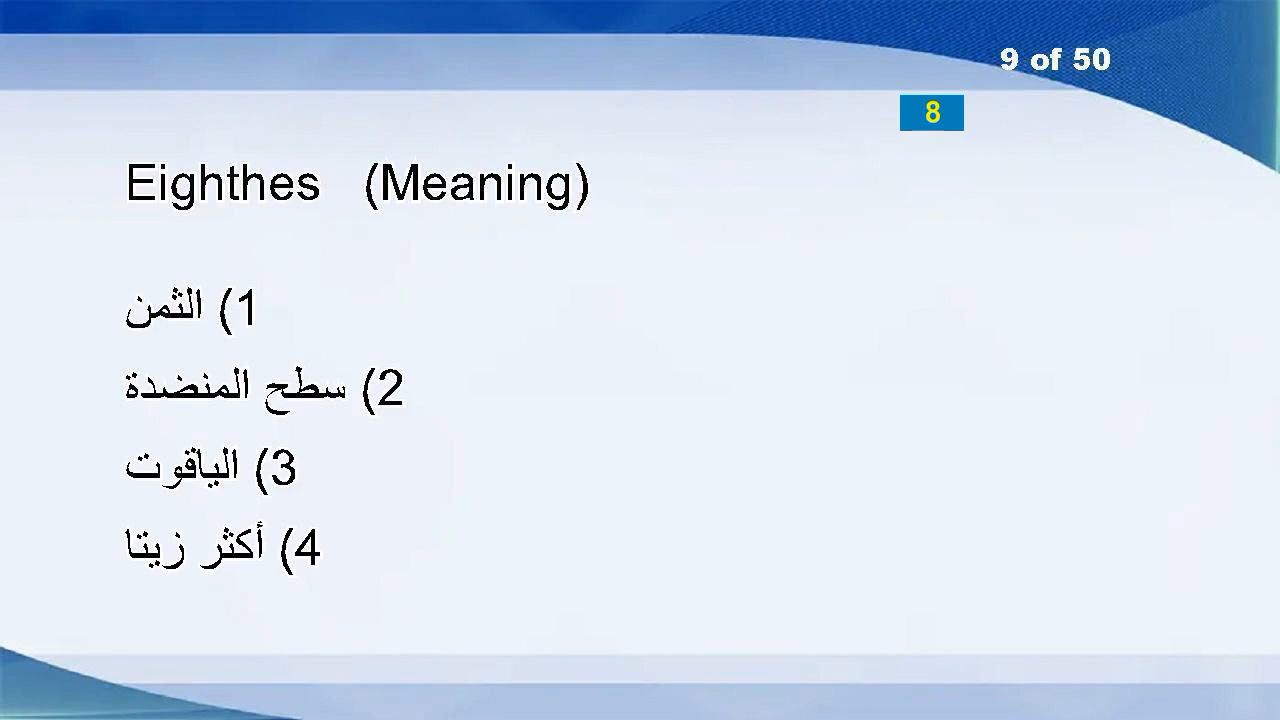 9 of 50
8
Eighthes (Meaning)
1) الثمن
2) سطح المنضدة
3) الياقوت
4) أكثر زيتا